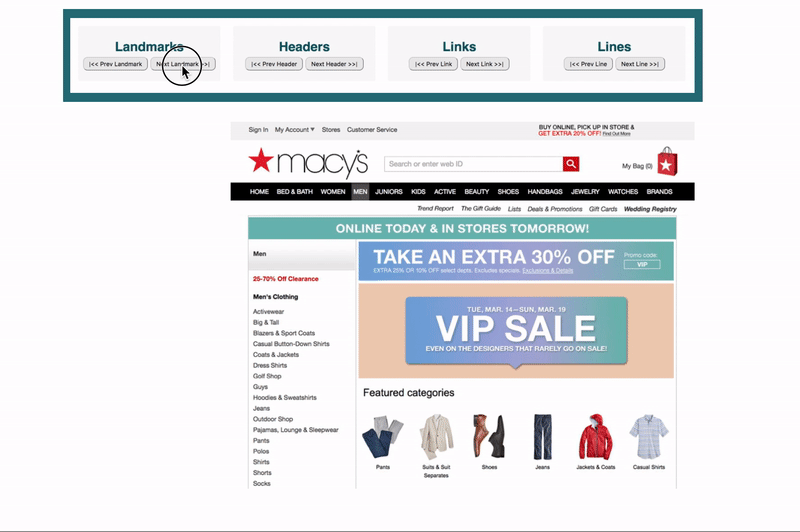 Landmarks Headers Links Lines
|<< Prev Landmark Next Landmark >>| |<< Prev Header Next Header >>| |<< Prev Link Next Link >>| |<< Prev Line Next Line >>|
Sign In My Account ▼ Stores Customer Service
BUY ONLINE, PICK UP IN STORE &
GET EXTRA 20% OFF! Find Out More
macy's
Search or enter web ID
My Bag (0)
HOME BED & BATH WOMEN MEN JUNIORS KIDS ACTIVE BEAUTY SHOES HANDBAGS JEWELRY WATCHES BRANDS
Trend Report The Gift Guide Lists Deals & Promotions Gift Cards Wedding Registry
ONLINE TODAY & IN STORES TOMORROW!
Men
25-70% Off Clearance
Men's Clothing
Activewear
Big & Tall
Blazers & Sport Coats
Casual Button-Down Shirts
Coats & Jackets
Dress Shirts
Golf Shop
Guys
Hoodies & Sweatshirts
Jeans
Outdoor Shop
Pajamas, Lounge & Sleepwear
Pants
Polos
Shirts
Shorts
Socks
TAKE AN EXTRA 30% OFF
EXTRA 25% OR 10% OFF select depts. Excludes specials. Exclusions & Details
Promo code:
VIP
TUE, MAR. 14—SUN, MAR. 19
VIP SALE
EVEN ON THE DESIGNERS THAT RARELY GO ON SALE!
Featured categories
Pants
Suits & Suit
Separates
Shoes
Jeans
Jackets & Coats
Casual Shirts